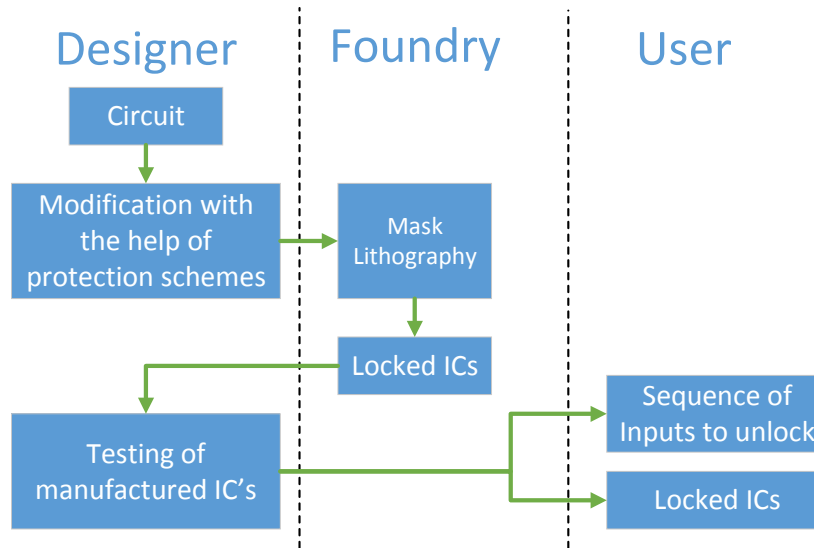 Designer
Foundry
User
Circuit
Modification with
the help of
protection schemes
Mask
Lithography
Locked ICs
Testing of
manufactured IC's
Sequence of
Inputs to unlock
Locked ICs